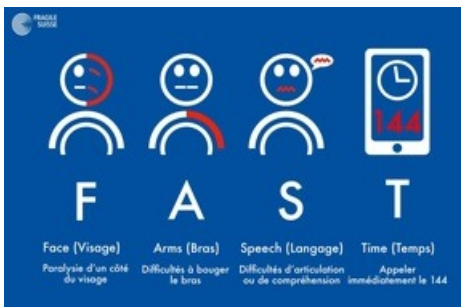 FRAGILE
SUISSE
144
F A S T
Face (Visage) Arms (Bras) Speech (Langage) Time (Temps)
Paralysie d'un côté Difficultés à bouger Difficultés d'articulation Appeler
du visage le bras ou de compréhension immédiatement le 144